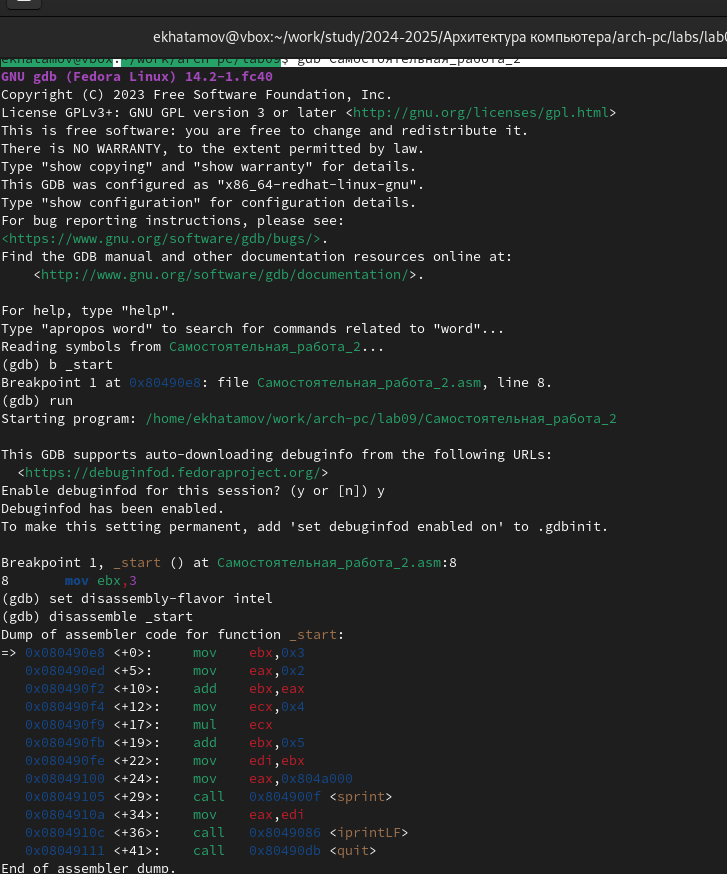 ekhatamov@vbox:~/work/study/2024-2025/Архитектура компьютера/arch-pc/labs/lab0
ekhatamov@vbox:~/work/arch-pc/lab09$ gdb Самостоятельная_работа_2
GNU gdb (Fedora Linux) 14.2-1.fc40
Copyright (C) 2023 Free Software Foundation, Inc.
License GPLv3+: GNU GPL version 3 or later <http://gnu.org/licenses/gpl.html>
This is free software: you are free to change and redistribute it.
There is NO WARRANTY, to the extent permitted by law.
Type "show copying" and "show warranty" for details.
This GDB was configured as "x86_64-redhat-linux-gnu".
Type "show configuration" for configuration details.
For bug reporting instructions, please see:
<https://www.gnu.org/software/gdb/bugs/>.
Find the GDB manual and other documentation resources online at:
    <http://www.gnu.org/software/gdb/documentation/>.
For help, type "help".
Type "apropos word" to search for commands related to "word"...
Reading symbols from Самостоятельная_работа_2...
(gdb) b _start
Breakpoint 1 at 0x80490e8: file Самостоятельная_работа_2.asm, line 8.
(gdb) run
Starting program: /home/ekhatamov/work/arch-pc/lab09/Самостоятельная_работа_2
This GDB supports auto-downloading debuginfo from the following URLs:
  <https://debuginfod.fedoraproject.org/>
Enable debuginfod for this session? (y or [n]) y
Debuginfod has been enabled.
To make this setting permanent, add 'set debuginfod enabled on' to .gdbinit.
Breakpoint 1, _start () at Самостоятельная_работа_2.asm:8
8       mov ebx,3
(gdb) set disassembly-flavor intel
(gdb) disassemble _start
Dump of assembler code for function _start:
=> 0x080490e8 <+0>:     mov    ebx,0x3
   0x080490ed <+5>:     mov    eax,0x2
   0x080490f2 <+10>:    add    ebx,eax
   0x080490f4 <+12>:    mov    ecx,0x4
   0x080490f9 <+17>:    mul    ecx
   0x080490fb <+19>:    add    ebx,0x5
   0x080490fe <+22>:    mov    edi,ebx
   0x08049100 <+24>:    mov    eax,0x804a000
   0x08049105 <+29>:    call   0x804900f <sprint>
   0x0804910a <+34>:    mov    eax,edi
   0x0804910c <+36>:    call   0x8049086 <iprintLF>
   0x08049111 <+41>:    call   0x80490db <quit>
End of assembler dump.